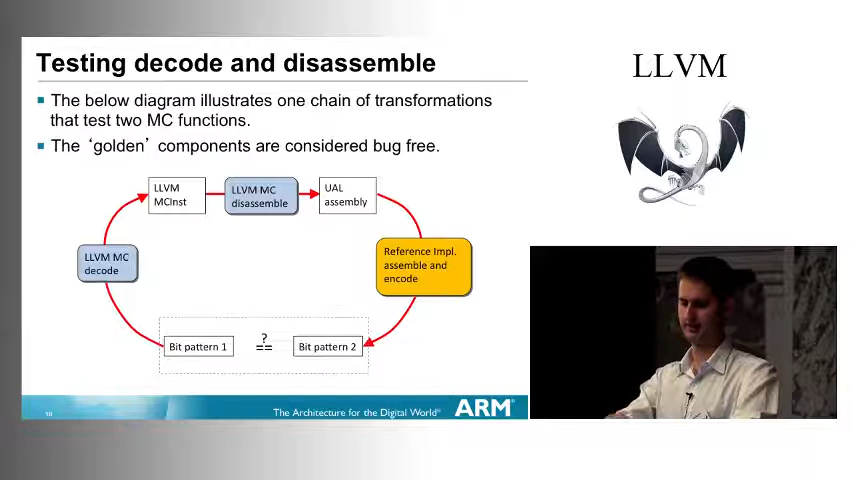 Testing decode and disassemble
The below diagram illustrates one chain of transformations
that test two MC functions.
The ‘golden’ components are considered bug free.
LLVM
MCInst
LLVM MC
disassemble
UAL
assembly
LLVM MC
decode
Reference Impl.
assemble and
encode
Bit pattern 1
?
==
Bit pattern 2
The Architecture for the Digital World®
ARM®
LLVM